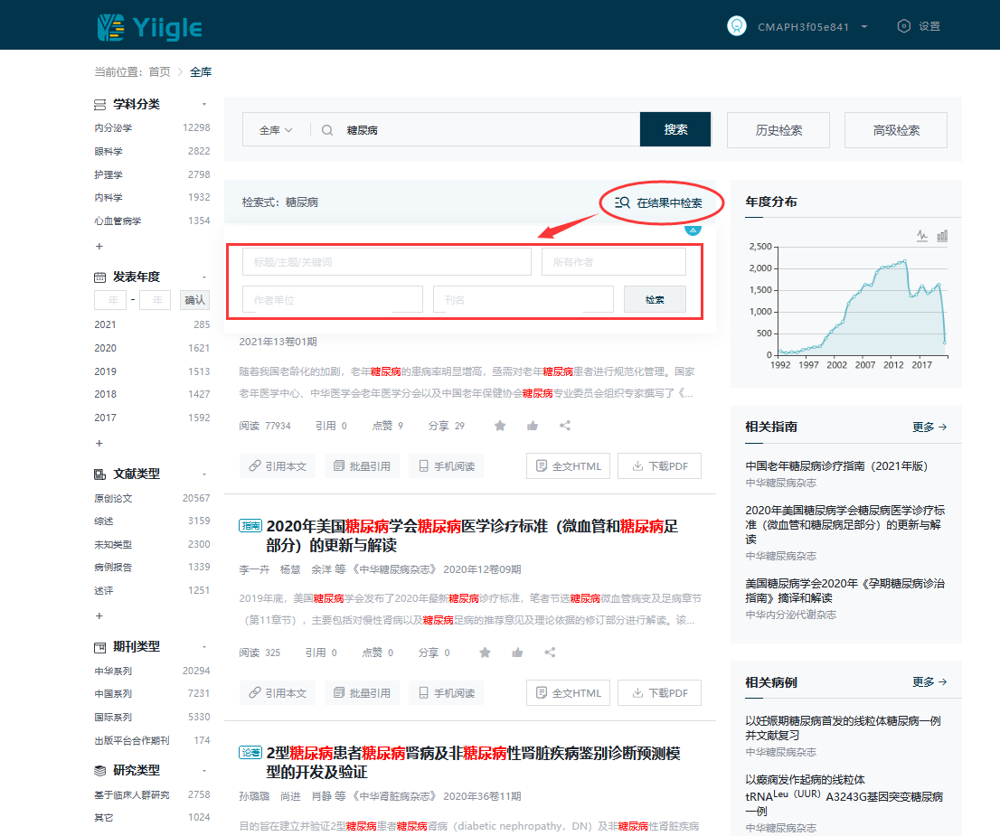 Yiigle
CMAPH3f05e841
设置
当前位置：首页 > 全库
学科分类
内分泌学 12298
眼科学 2822
护理学 2798
内科学 1932
心血管病学 1354
+
发表年度
年 - 年 确认
2021 285
2020 1621
2019 1513
2018 1427
2017 1592
+
文献类型
原创论文 20567
综述 3159
未知类型 2300
病例报告 1339
述评 1251
+
期刊类型
中华系列 20294
中国系列 7231
国际系列 5330
出版平台合作期刊 174
研究类型
基于临床人群研究 2758
其它 1024
全库 糖尿病 搜索 历史检索 高级检索
检索式：糖尿病
在结果中检索
标题/主题/关键词 所有作者
作者单位 刊名 检索
2021年13卷01期
随着我国老龄化的加剧，老年糖尿病的患病率明显增高，亟需对老年糖尿病患者进行规范化管理。国家
老年医学中心、中华医学会老年医学分会以及中国老年保健协会糖尿病专业委员会组织专家撰写了《...
阅读 77934 引用 0 点赞 9 分享 29
引用本文 批量引用 手机阅读 全文HTML 下载PDF
指南 2020年美国糖尿病学会糖尿病医学诊疗标准（微血管和糖尿病足
部分）的更新与解读
李一卉 杨慧 余洋 等 《中华糖尿病杂志》 2020年12卷09期
2019年底，美国糖尿病学会发布了2020年最新糖尿病诊疗标准，笔者节选糖尿病微血管病变及足病章节
（第11章节），主要包括对慢性肾病以及糖尿病足病的推荐意见及理论依据的修订部分进行解读。该...
阅读 325 引用 0 点赞 0 分享 0
引用本文 批量引用 手机阅读 全文HTML 下载PDF
论著 2型糖尿病患者糖尿病肾病及非糖尿病性肾脏疾病鉴别诊断预测模
型的开发及验证
孙璐璐 尚进 肖静 等 《中华肾脏病杂志》 2020年36卷11期
目的旨在建立并验证2型糖尿病患者糖尿病肾病（diabetic nephropathy，DN）及非糖尿病性肾脏疾病
年度分布
2,500
2,000
1,500
1,000
500
0
1992 1997 2002 2007 2012 2017
相关指南 更多→
中国老年糖尿病诊疗指南（2021年版）
中华糖尿病杂志
2020年美国糖尿病学会糖尿病医学诊疗标
准（微血管和糖尿病足部分）的更新与解
读
中华糖尿病杂志
美国糖尿病学会2020年《孕期糖尿病诊治
指南》摘译和解读
中华内分泌代谢杂志
相关病例 更多→
以妊娠期糖尿病首发的线粒体糖尿病一例
并文献复习
中华糖尿病杂志
以癫痫发作起病的线粒体
tRNALeu（UUR）A3243G基因突变糖尿病
一例
中华糖尿病杂志